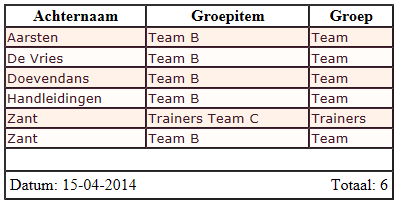 Achternaam Groepitem Groep
Aarsten Team B Team
De Vries Team B Team
Doevendans Team B Team
Handleidingen Team B Team
Zant Trainers Team C Trainers
Zant Team B Team
Datum: 15-04-2014 Totaal: 6